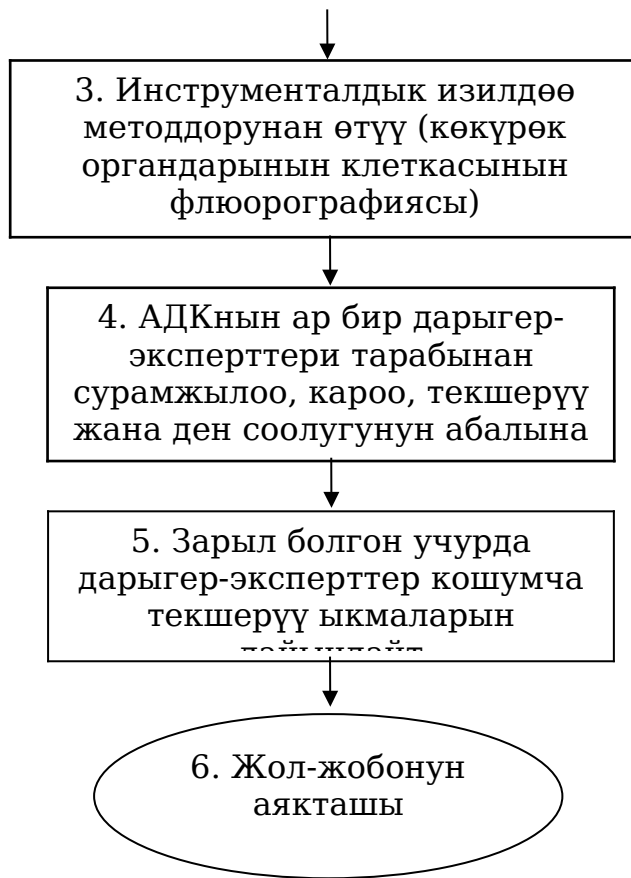 3. Инструменталдык изилдөө
методдорунан өтүү (көкүрөк
органдарынын клеткасынын
флюорографиясы)
4. АДКнын ар бир дарыгер-
эксперттери тарабынан
сурамжылоо, кароо, текшерүү
жана ден соолугунун абалына
5. Зарыл болгон учурда
дарыгер-эксперттер кошумча
текшерүү ыкмаларын
6. Жол-жобонун
аякташы